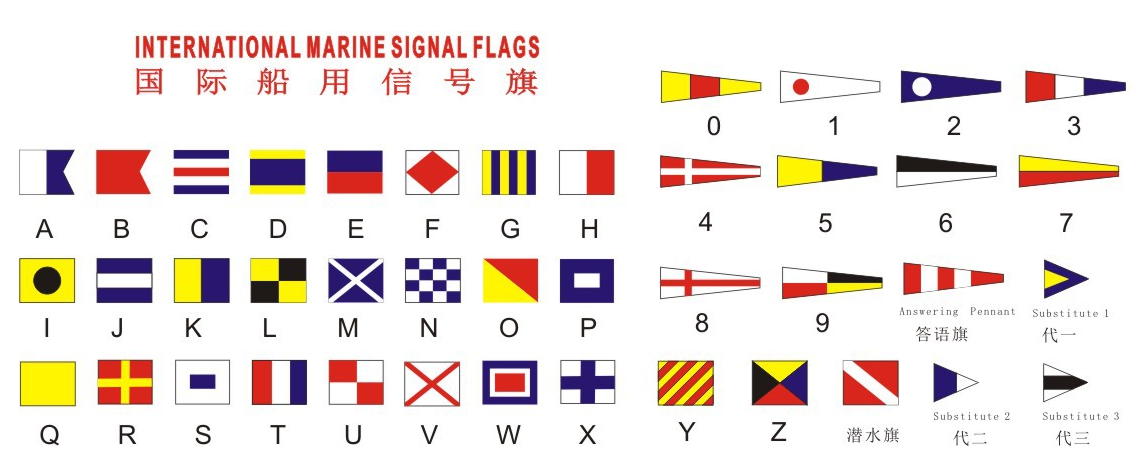 INTERNATIONAL MARINE SIGNAL FLAGS
国际船用信号旗
A B C D E F G H
I J K L M N O P
Q R S T U V W X
0 1 2 3
4 5 6 7
8 9
Answering Pennant
答语旗
Substitute 1
代一
Y Z
潜水旗
Substitute 2
代二
Substitute 3
代三